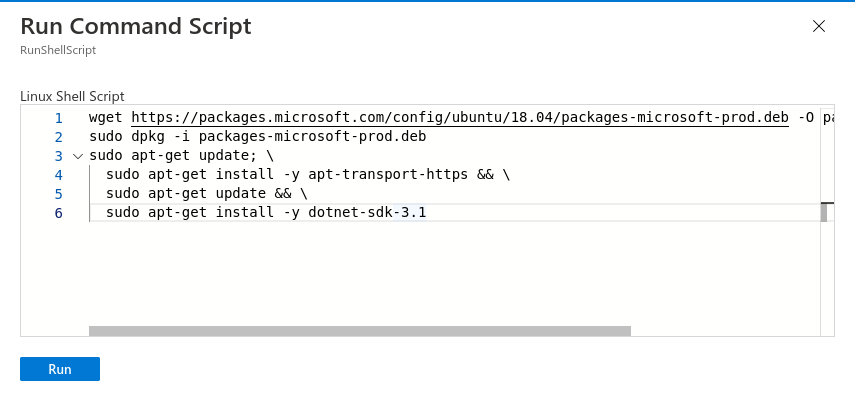 Run Command Script
RunShellScript
Linux Shell Script
1 wget https://packages.microsoft.com/config/ubuntu/18.04/packages-microsoft-prod.deb -O pa
2 sudo dpkg -i packages-microsoft-prod.deb
3 sudo apt-get update; \
4 sudo apt-get install -y apt-transport-https && \
5 sudo apt-get update && \
6 sudo apt-get install -y dotnet-sdk-3.1
Run